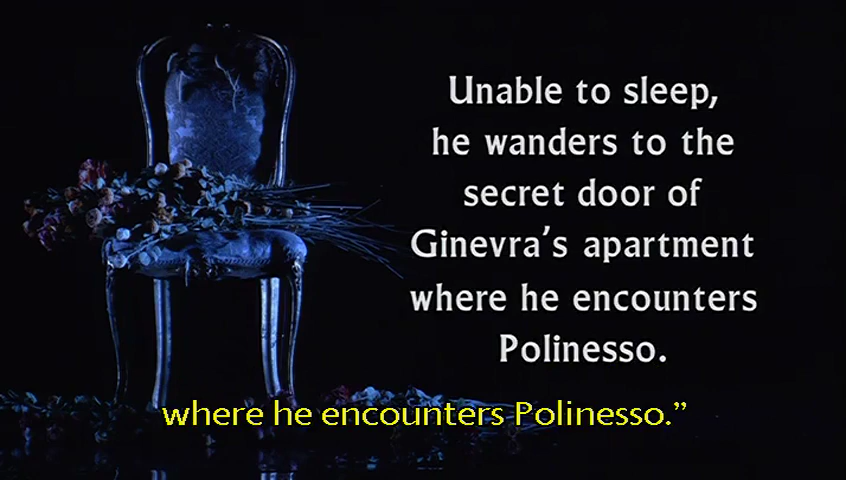 Unable to sleep,
he wanders to the
secret door of
Ginevra's apartment
where he encounters
Polinesso.
where he encounters Polinesso.”